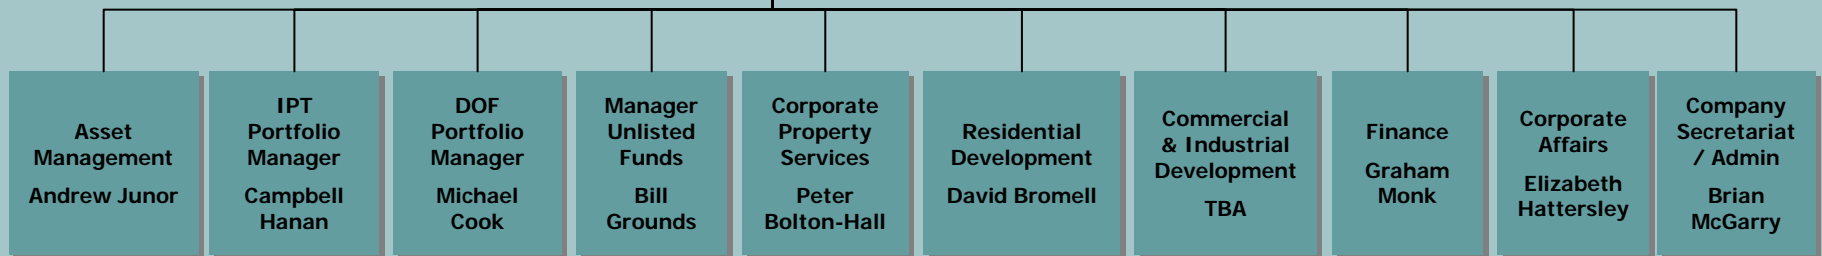 Asset
Management
Andrew Junor
IPT
Portfolio
Manager
Campbell
Hanan
DOF
Portfolio
Manager
Michael
Cook
Manager
Unlisted
Funds
Bill
Grounds
Corporate
Property
Services
Peter
Bolton-Hall
Residential
Development
David Bromell
Commercial
& Industrial
Development
TBA
Finance
Graham
Monk
Corporate
Affairs
Elizabeth
Hattersley
Company
Secretariat
/ Admin
Brian
McGarry